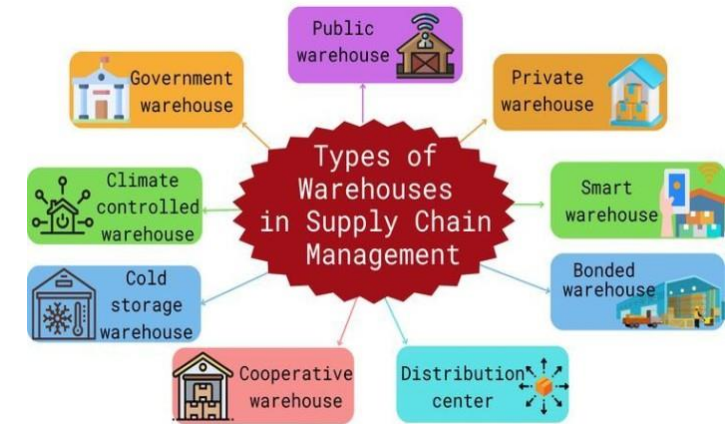 Public
warehouse
Government
warehouse
Private
warehouse
Types of
Warehouses
in Supply Chain
Management
Climate
controlled
warehouse
Smart
warehouse
Cold
storage
warehouse
Bonded
warehouse
Cooperative
warehouse
Distribution
center